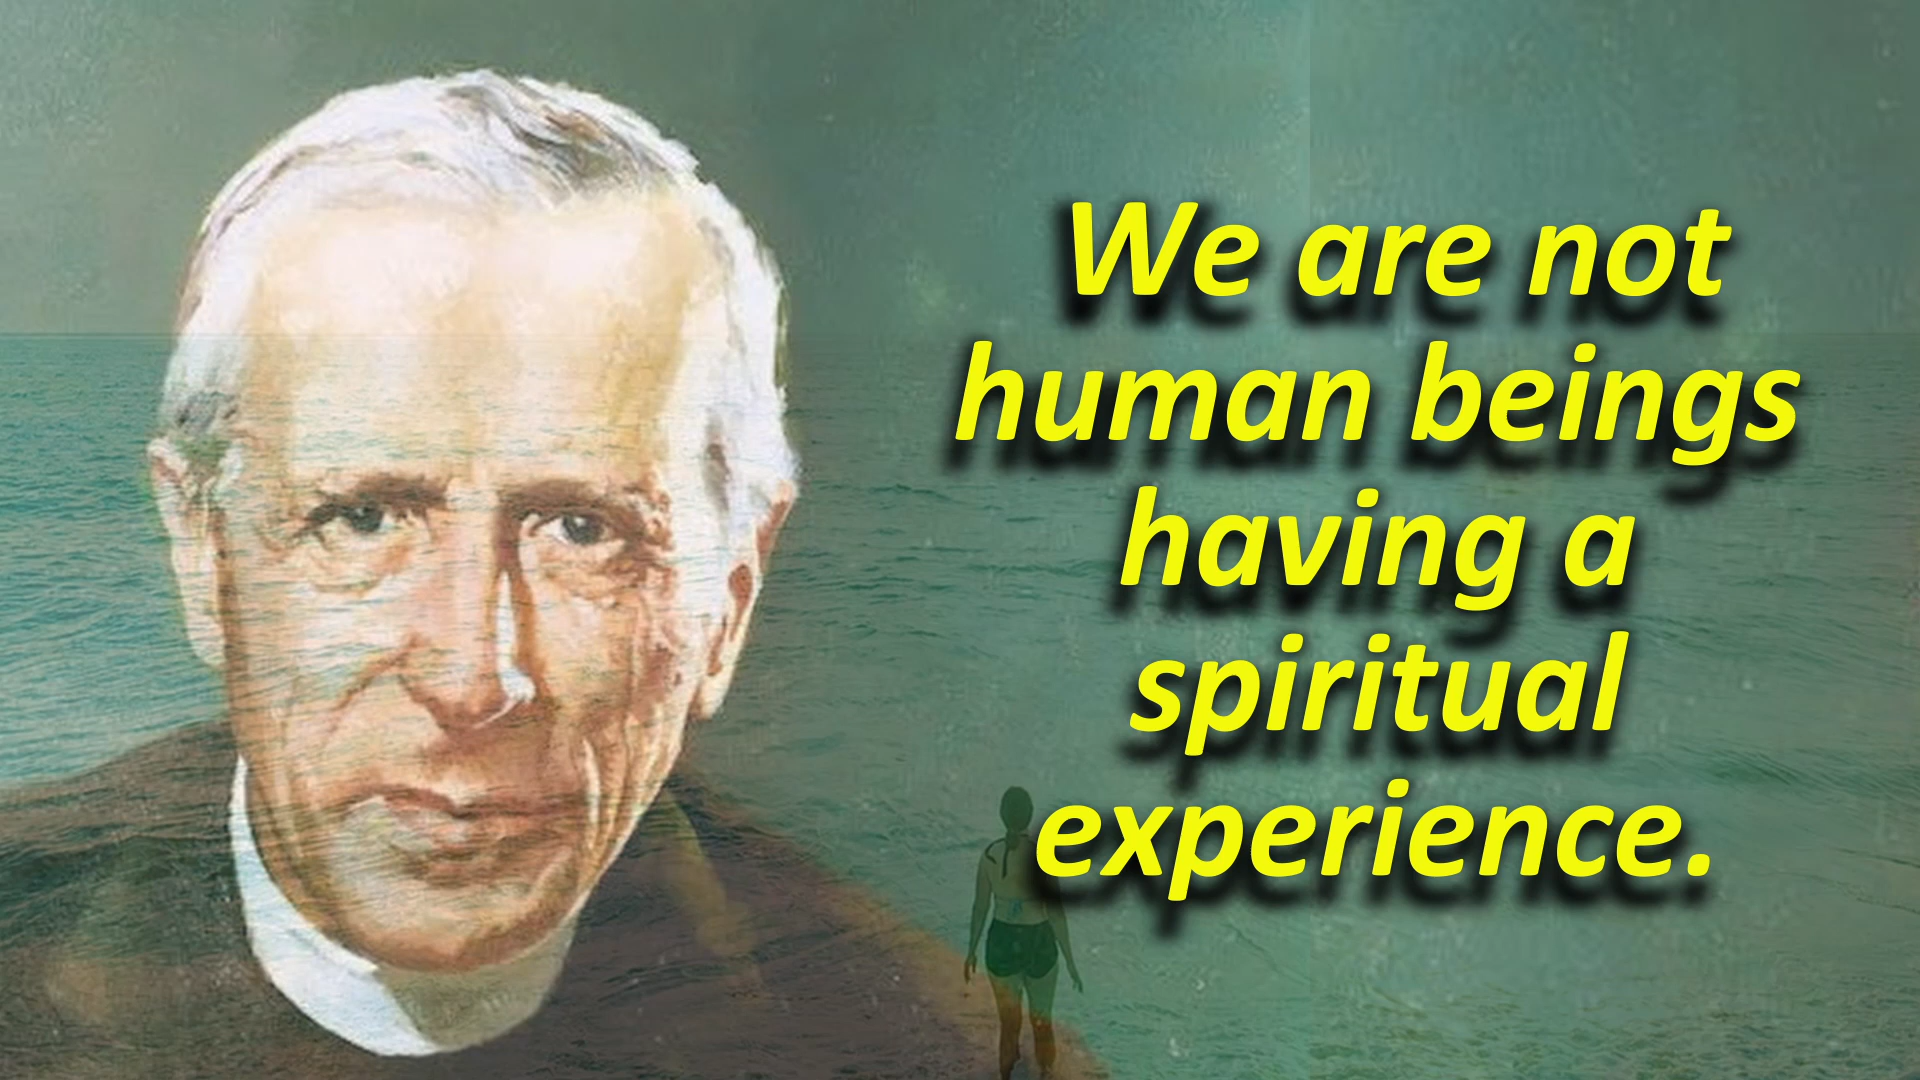 We are not
human beings
having a
spiritual
experience.